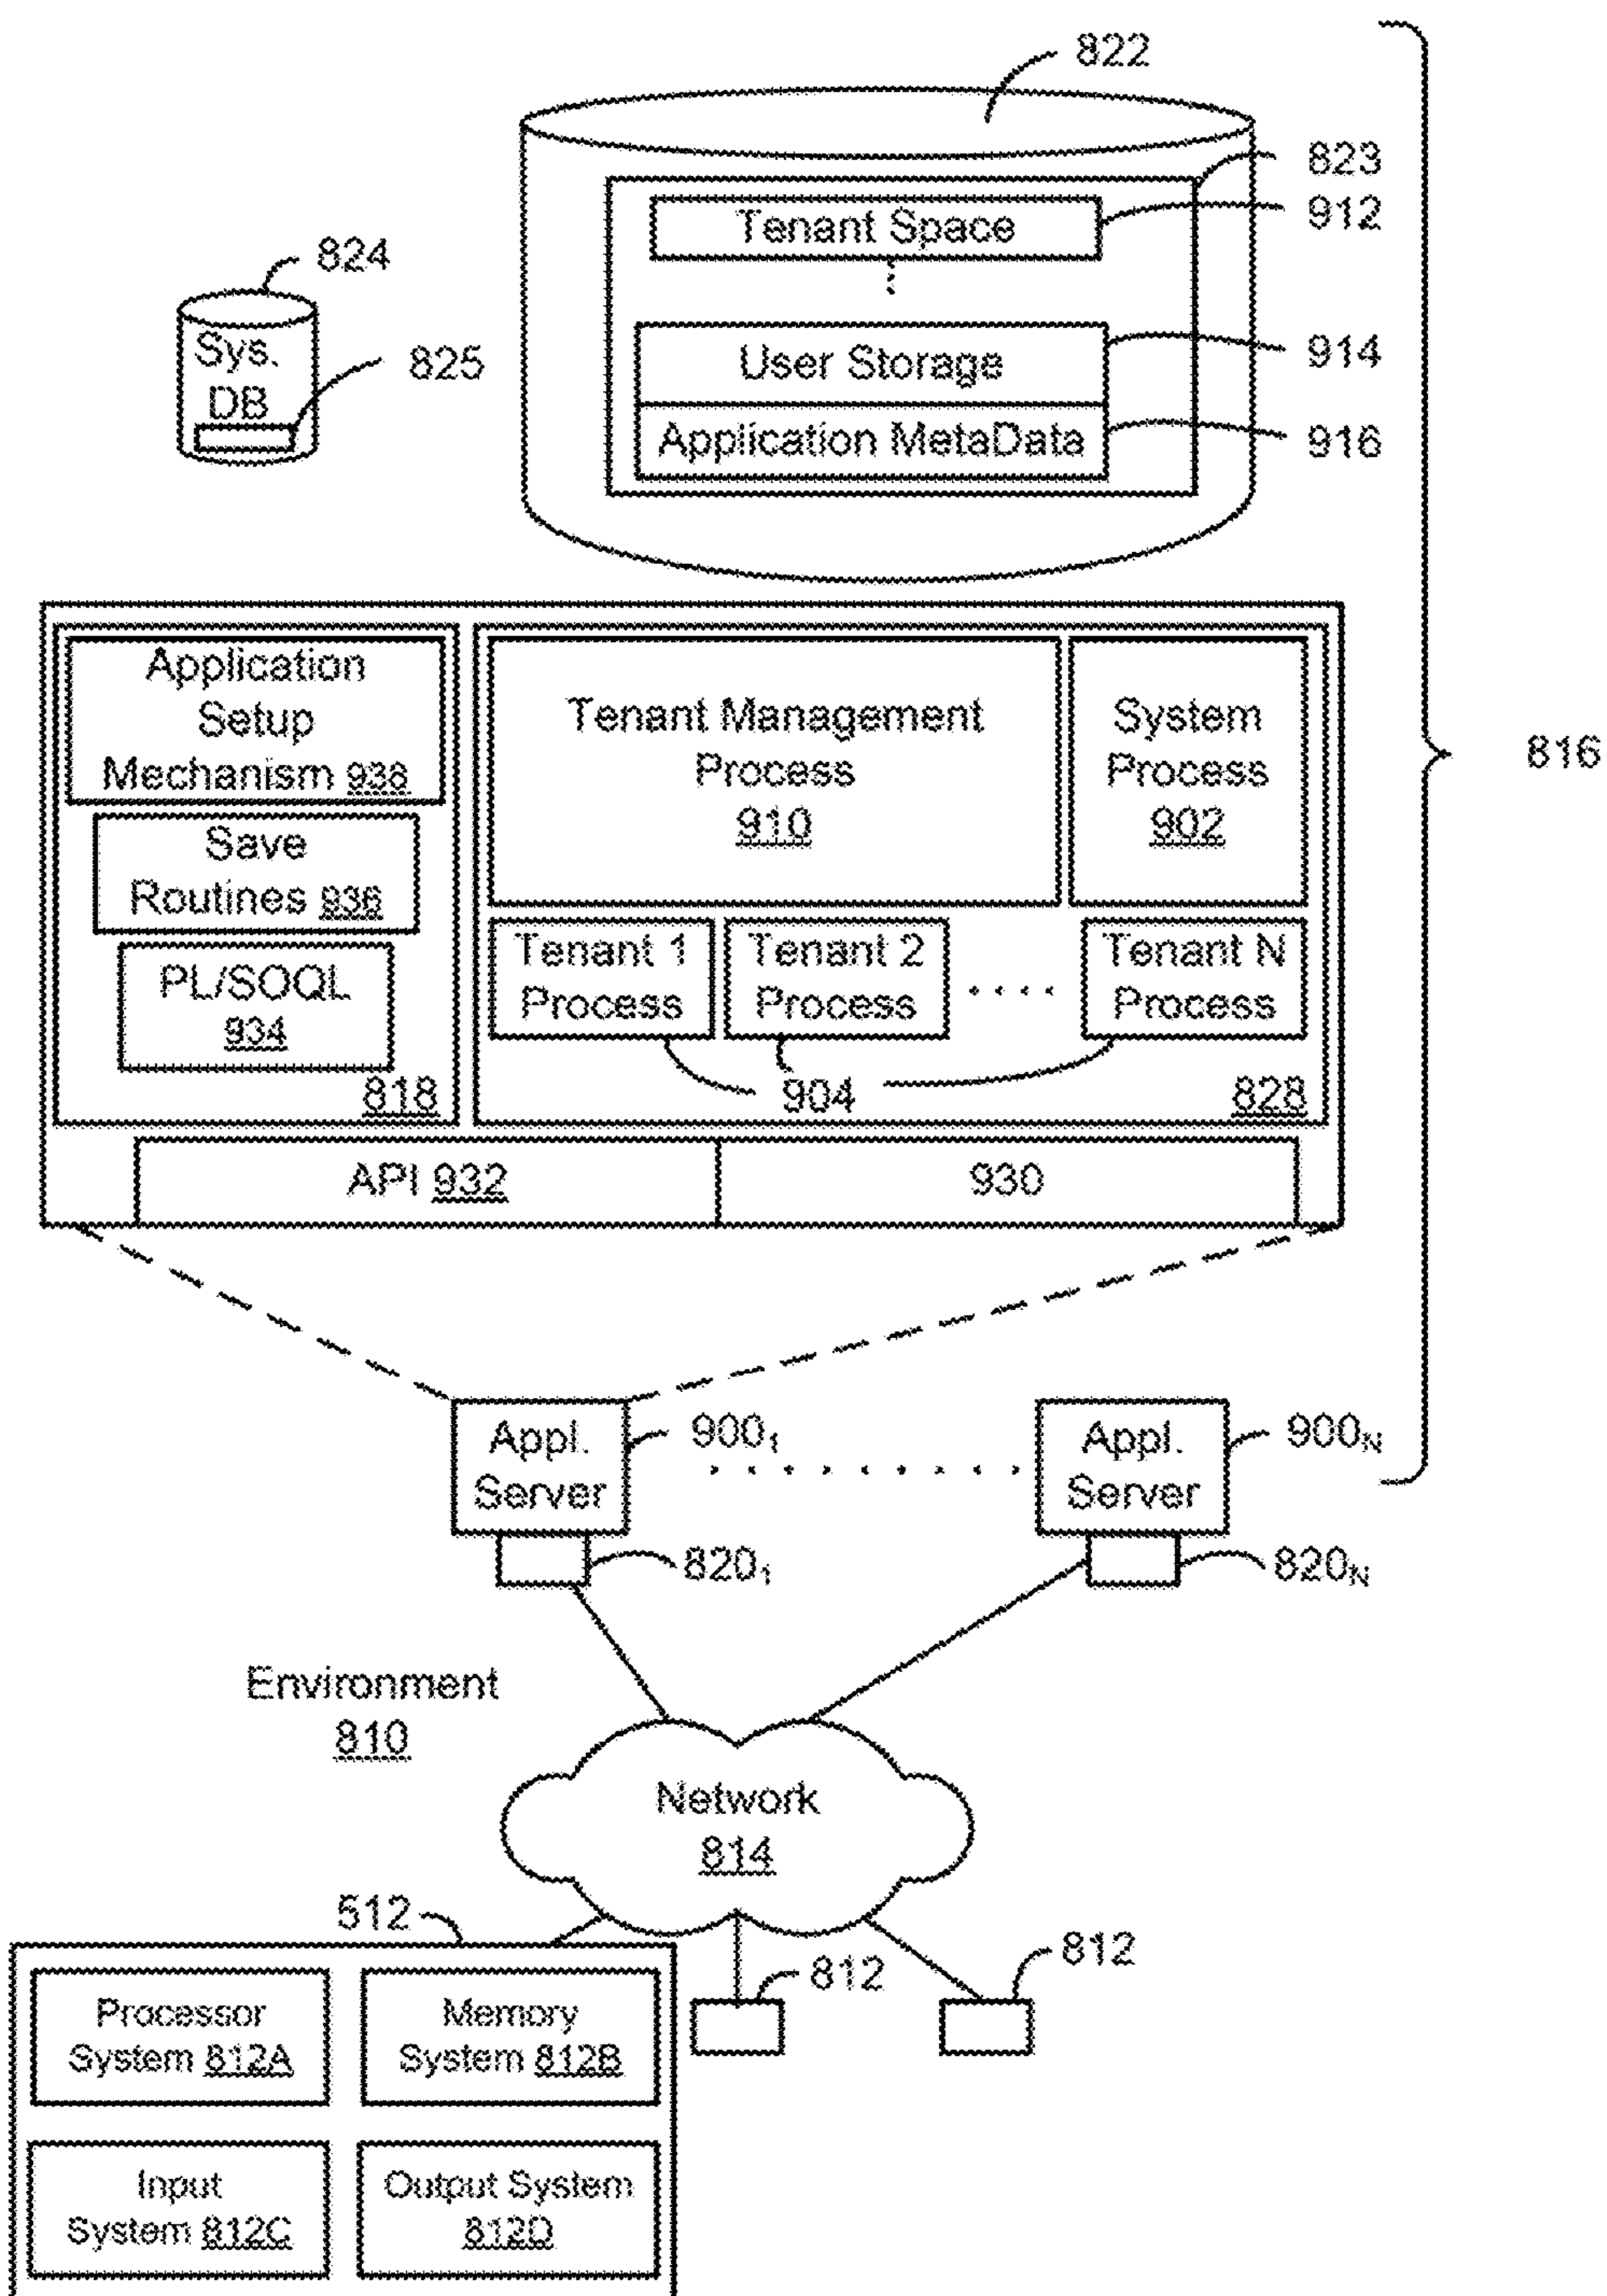 822
823
Tenant Space
912
824
Sys.
DB
825
User Storage
914
Application MetaData
916
816
Application
Setup
Mechanism 938
Save
Routines 936
PL/SOQL
934
818
Tenant Management
Process
910
System
Process
902
Tenant 1
Process
Tenant 2
Process
Tenant N
Process
904
828
API 932
930
Appl.
Server
900₁
Appl.
Server
900N
820₁
820N
Environment
810
Network
814
512
812
812
Processor
System 812A
Memory
System 812B
Input
System 812C
Output System
812D